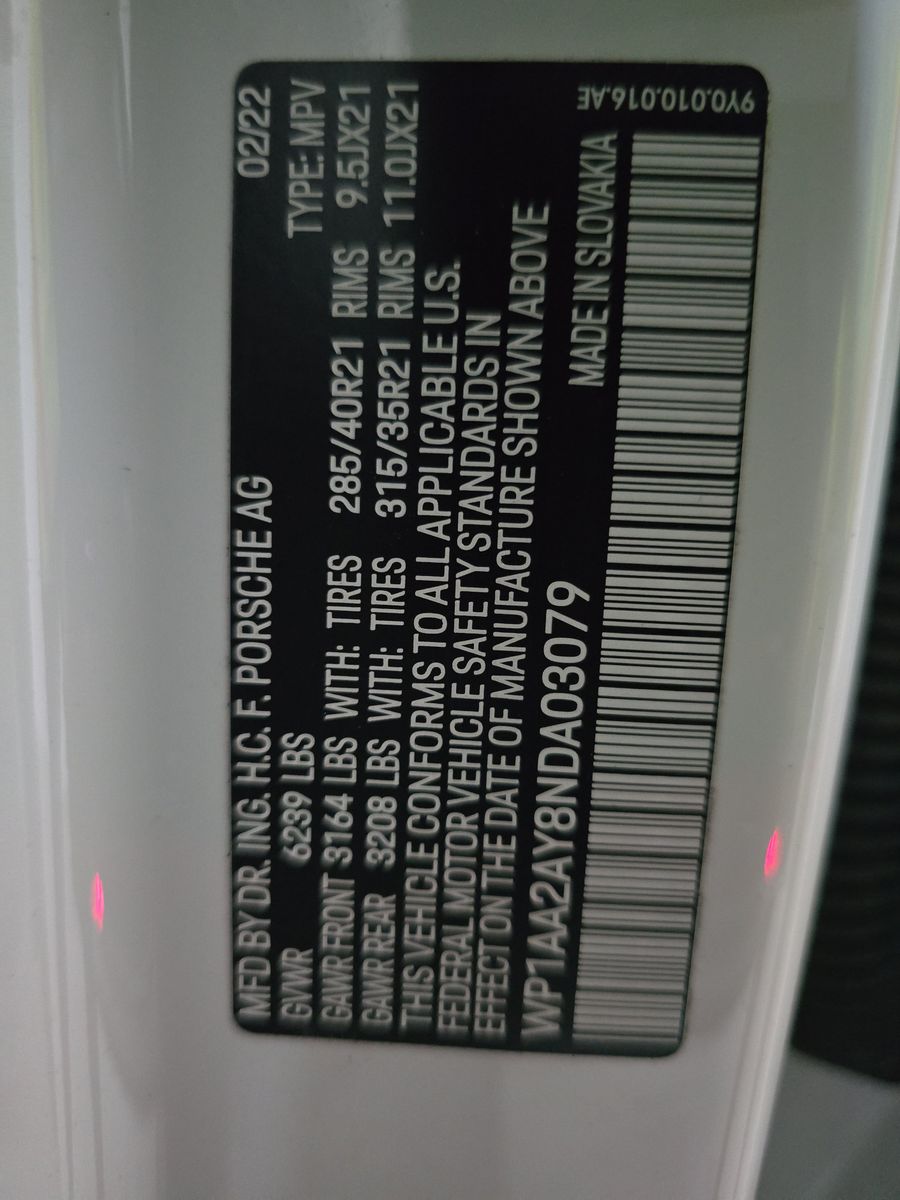 MFD BY DR. ING. H.C. F. PORSCHE AG 02/22
GVWR 6239 LBS TYPE: MPV
GAWR FRONT 3164 LBS WITH: TIRES 285/40R21 RIMS 9.5JX21
GAWR REAR 3208 LBS WITH: TIRES 315/35R21 RIMS 11.0JX21
THIS VEHICLE CONFORMS TO ALL APPLICABLE U.S.
FEDERAL MOTOR VEHICLE SAFETY STANDARDS IN
EFFECT ON THE DATE OF MANUFACTURE SHOWN ABOVE
WP1AA2AY8NDA03079 MADE IN SLOVAKIA
9Y0.010.016.AE